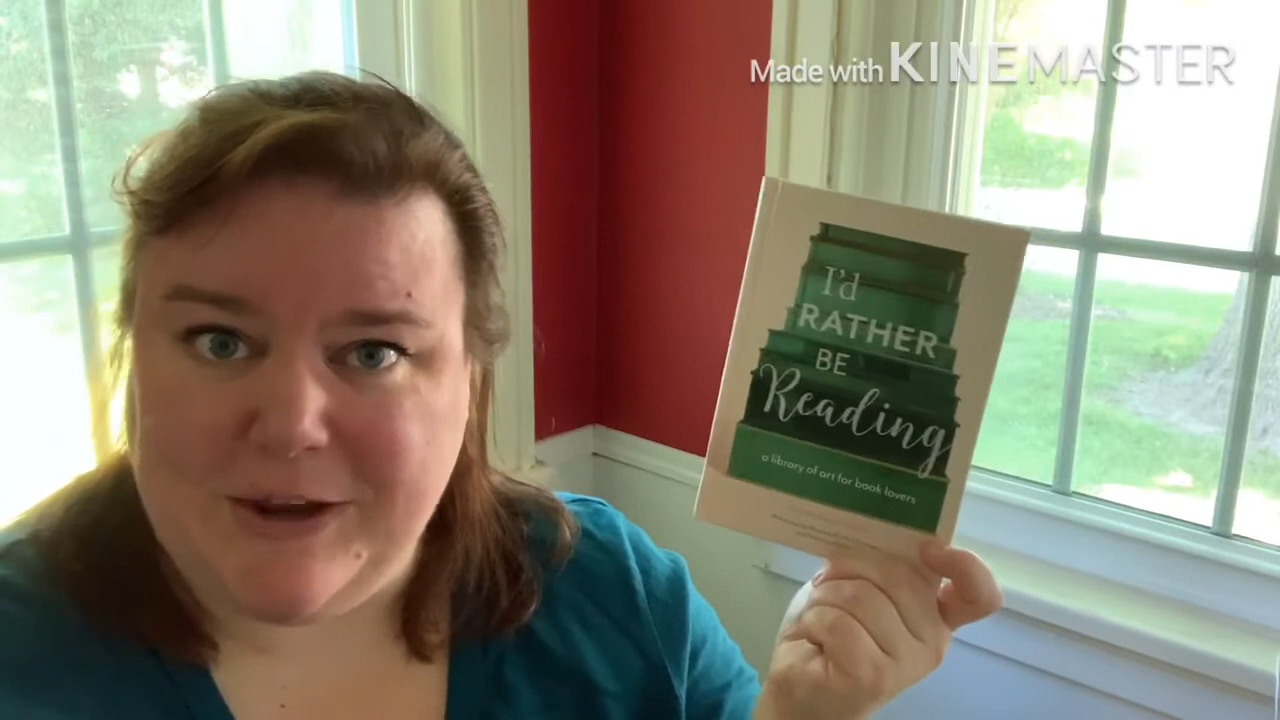 Made with KINEMASTER
I'd
RATHER
BE
Reading
a library of art for book lovers